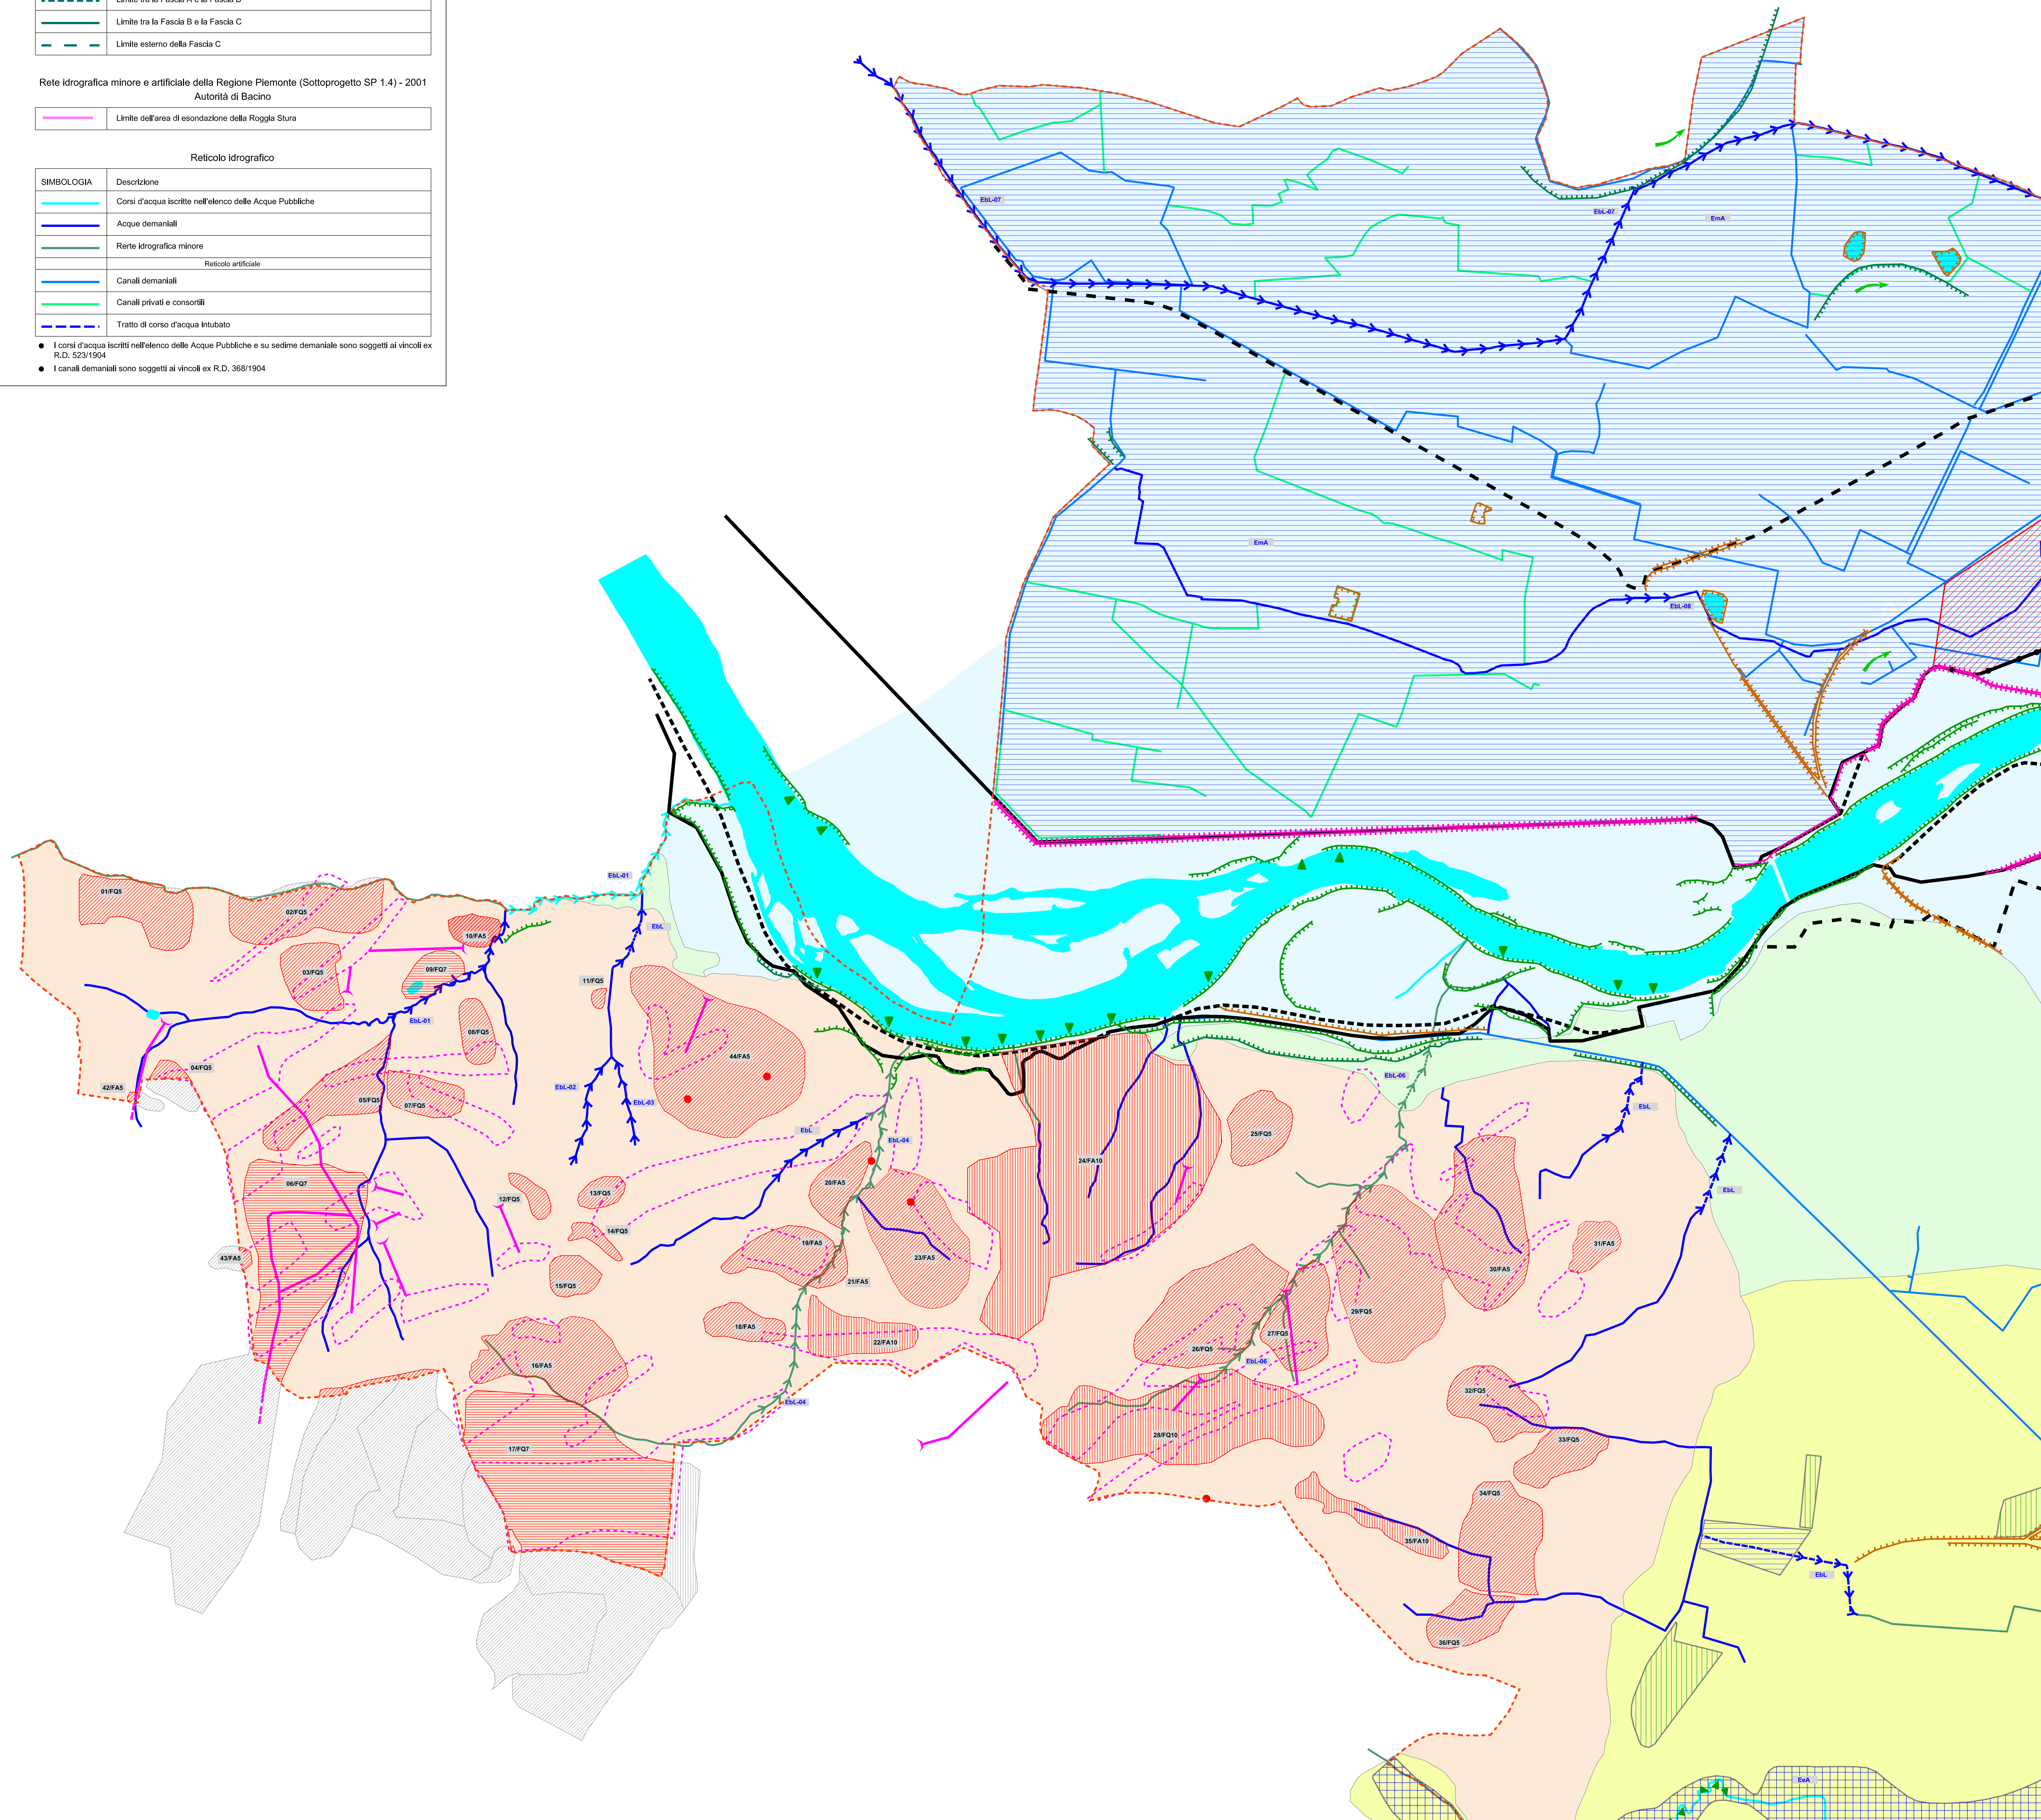 Limite tra la Fascia A e la Fascia B
Limite tra la Fascia B e la Fascia C
Limite esterno della Fascia C
Rete idrografica minore e artificiale della Regione Piemonte (Sottoprogetto SP 1.4) - 2001
Autorità di Bacino
Limite dell'area di esondazione della Roggia Stura
Reticolo idrografico
SIMBOLOGIA Descrizione
Corsi d'acqua iscritte nell'elenco delle Acque Pubbliche
Acque demaniali
Rerte idrografica minore
Reticolo artificiale
Canali demaniali
Canali privati e consortili
Tratto di corso d'acqua intubato
● I corsi d'acqua iscritti nell'elenco delle Acque Pubbliche e su sedime demaniale sono soggetti ai vincoli ex
R.D. 523/1904
● I canali demaniali sono soggetti ai vincoli ex R.D. 368/1904
EbL-07
EbL-07
EmA
EmA
EbL-08
EbL-01
01/FQ5
02/FQ5
EbL
10/FA5
03/FQ5
09/FQ7
11/FQ5
EbL-01
08/FQ5
44/FA5
04/FQ5
42/FA5
EbL-02
EbL-06
05/FQ5
07/FQ5
EbL-03
EbL
EbL
EbL-04
25/FQ5
24/FA10
06/FQ7
20/FA5
12/FQ5
13/FQ5
EbL
14/FQ5
19/FA5
31/FA5
43/FA5
23/FA5
30/FA5
15/FQ5
21/FA5
29/FQ5
18/FA5
22/FA10
27/FQ5
26/FQ5
16/FA5
EbL-06
32/FQ5
EbL-04
28/FQ10
33/FQ5
17/FQ7
34/FQ5
35/FA10
EbL
36/FQ5
EeA